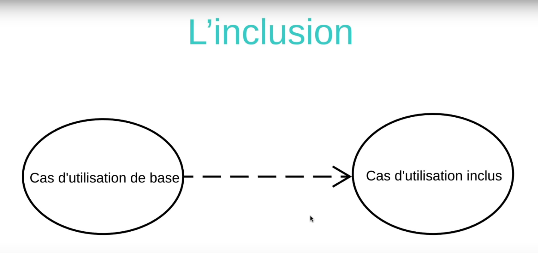 L’inclusion
Cas d'utilisation de base
Cas d'utilisation inclus